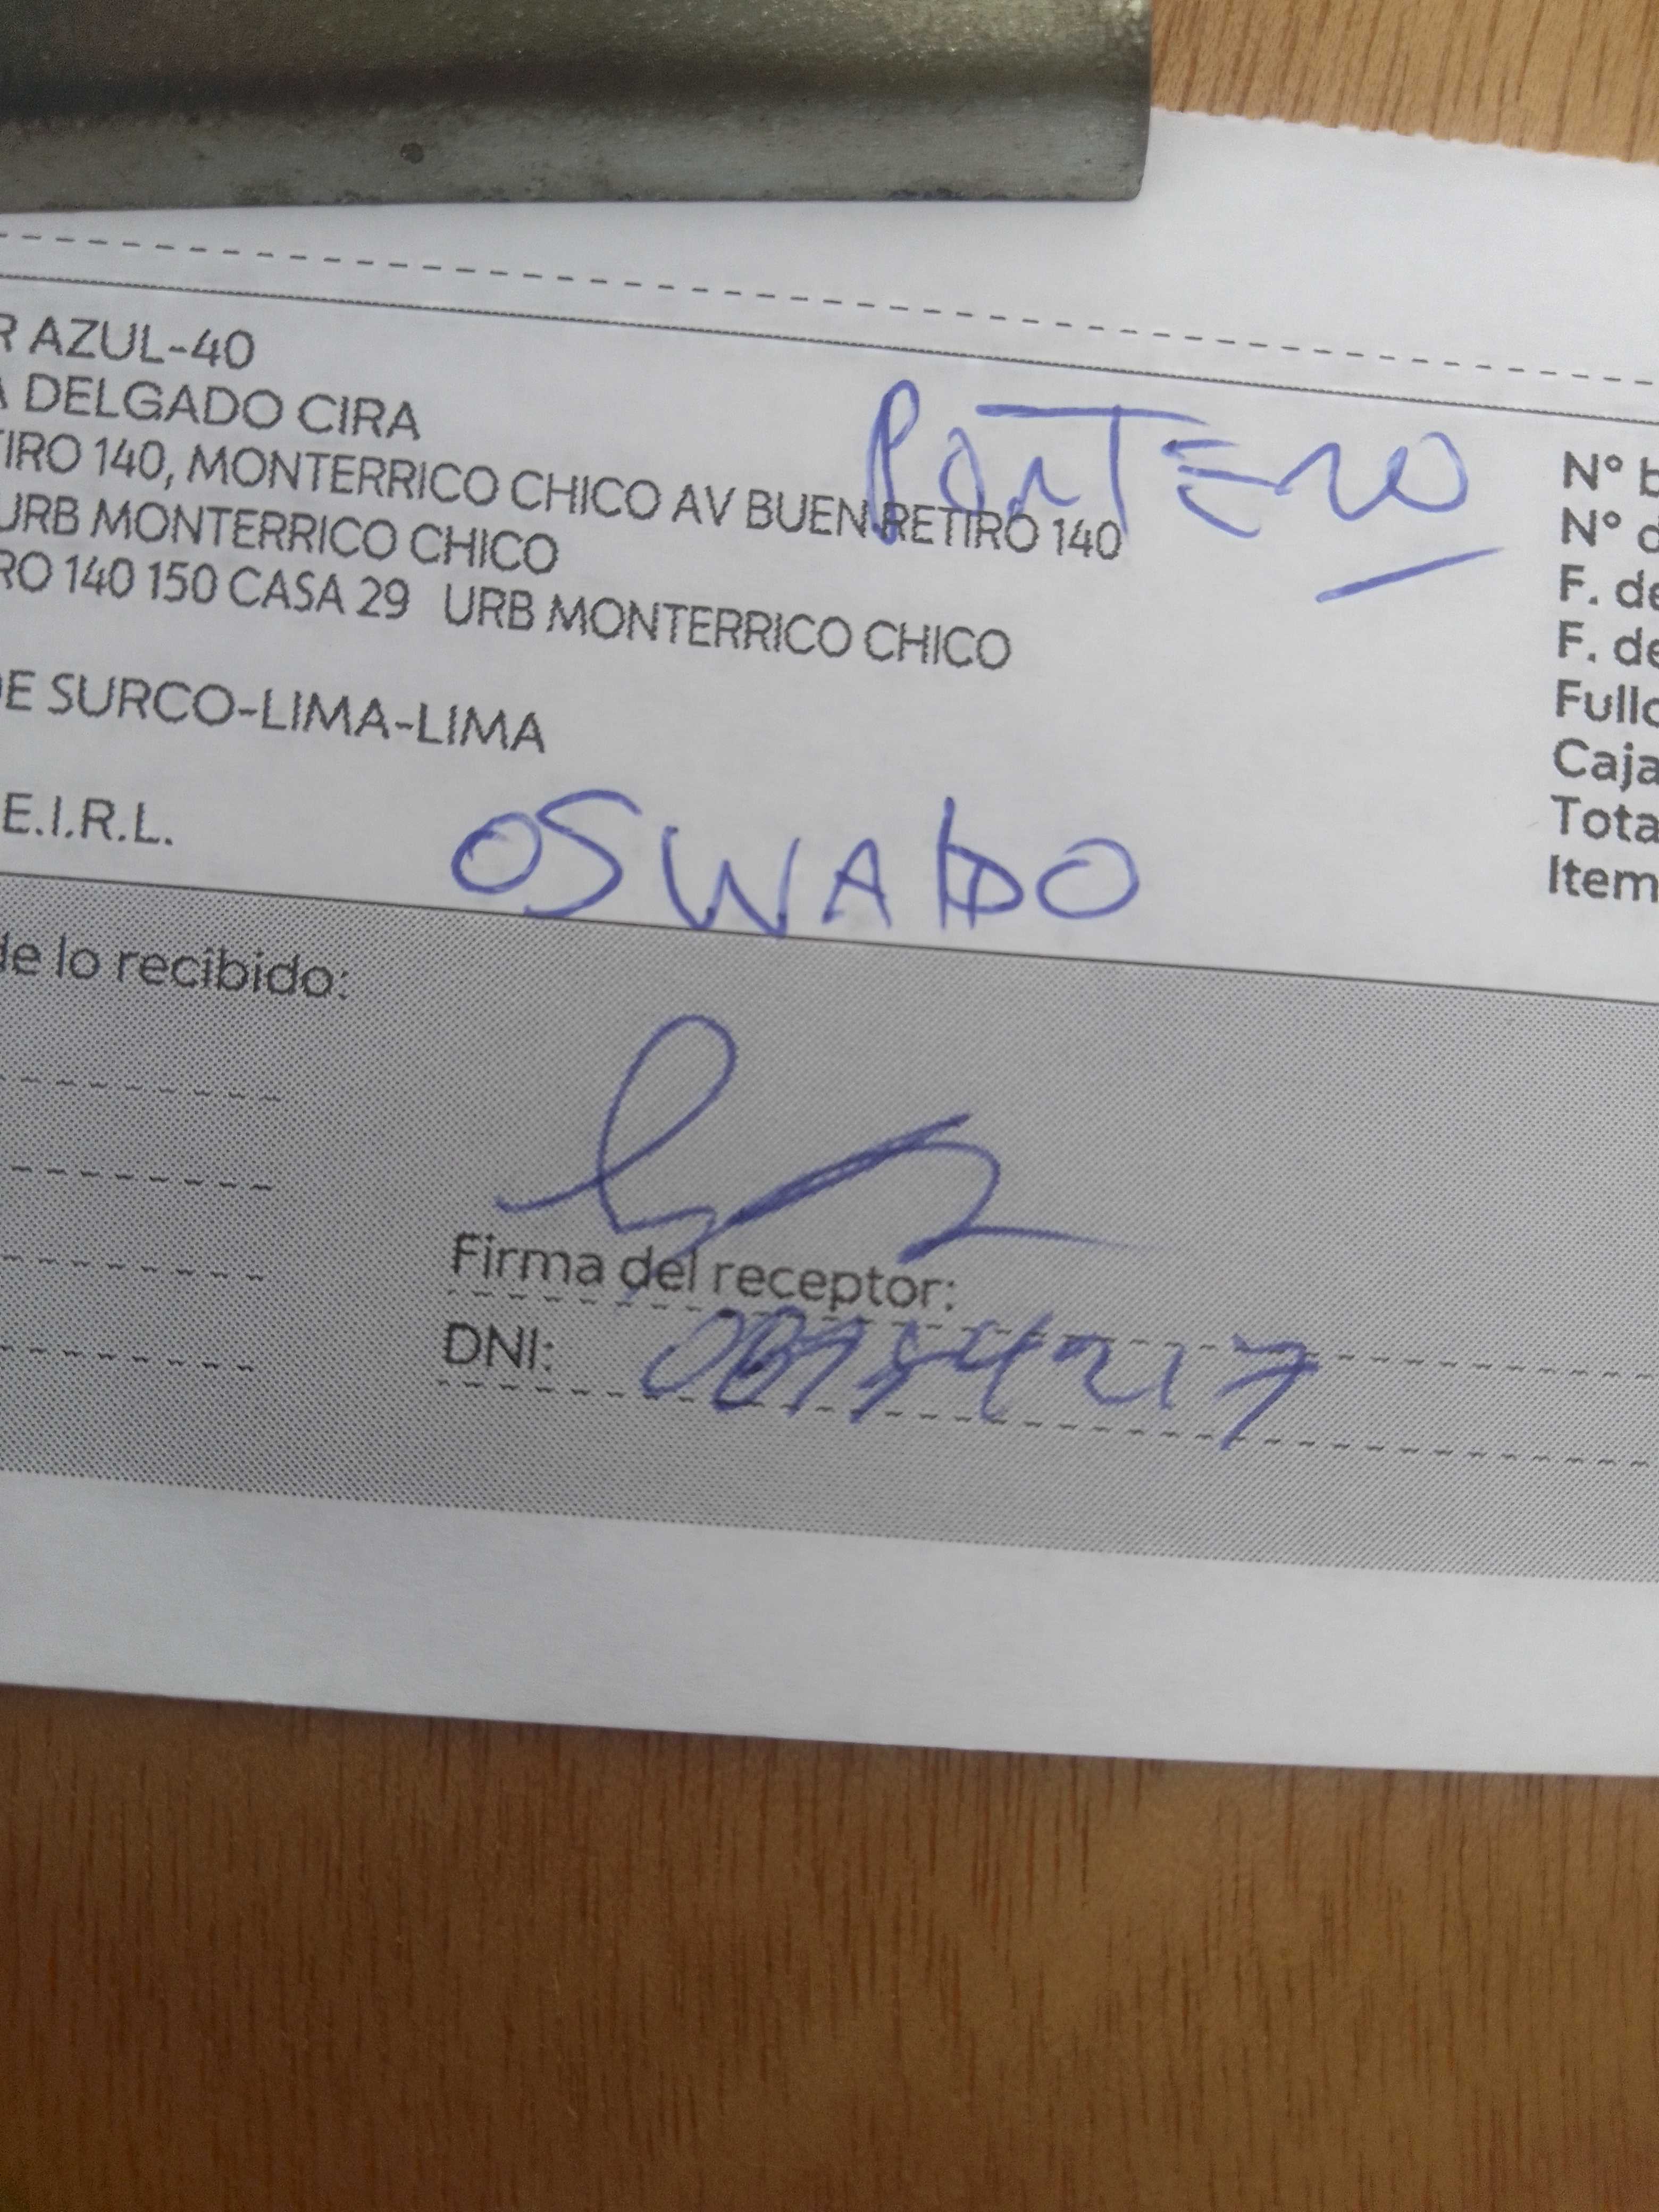 R AZUL-40
A DELGADO CIRA
PORTERO
TIRO 140, MONTERRICO CHICO AV BUEN RETIRO 140
URB MONTERRICO CHICO
RO 140 150 CASA 29 URB MONTERRICO CHICO
DE SURCO-LIMA-LIMA
E.I.R.L.
OSWALDO
N° b
N° d
F. de
F. de
Fullo
Caja
Tota
Item
de lo recibido:
Firma del receptor:
DNI: